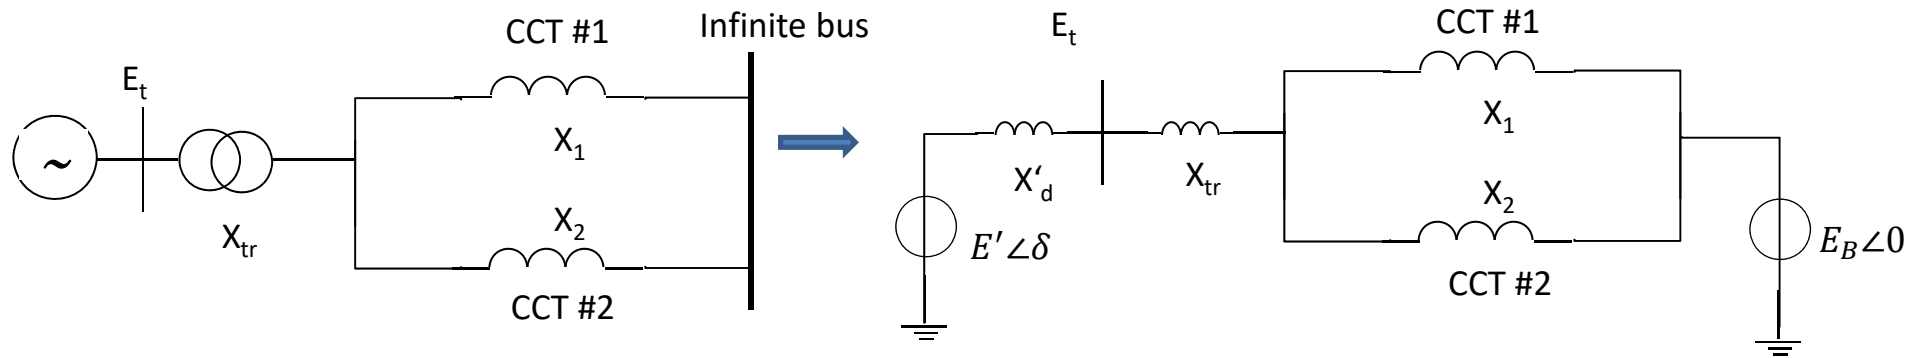 E_t
~
X_tr
CCT #1
X_1
X_2
CCT #2
Infinite bus
E_t
X‘_d
X_tr
E′∠δ
CCT #1
X_1
X_2
CCT #2
E_B∠0